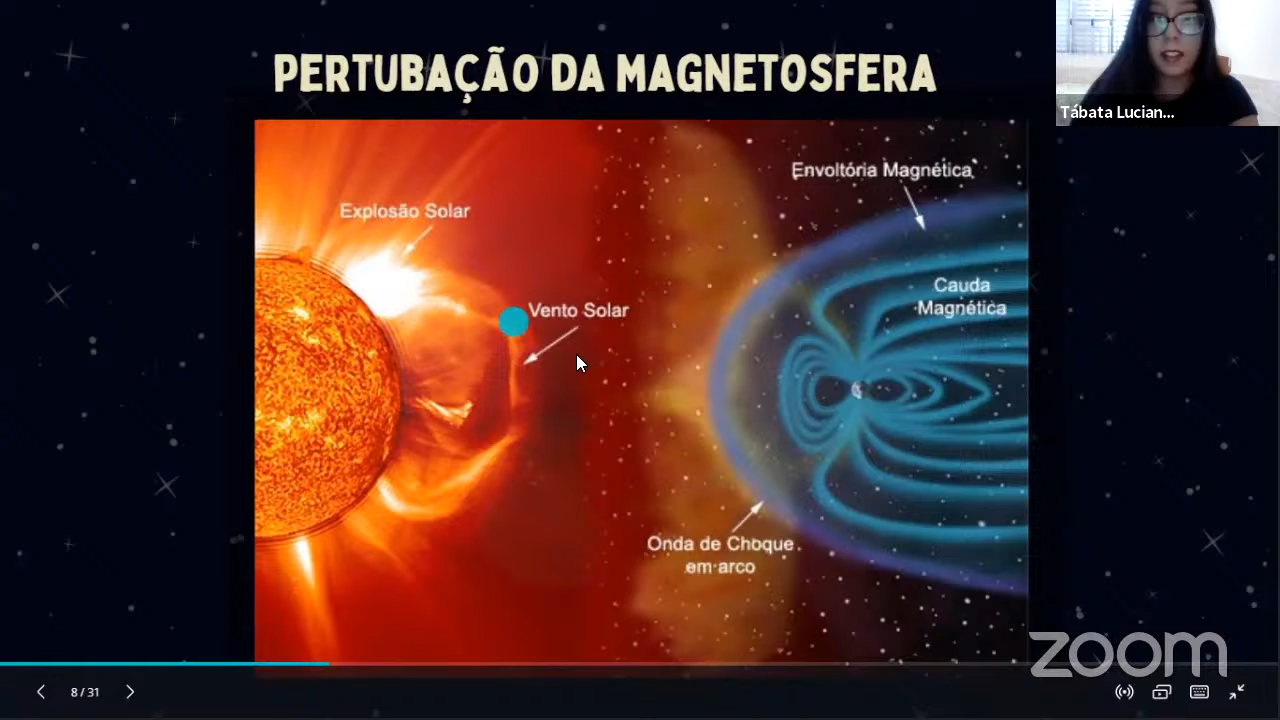 PERTUBAÇÃO DA MAGNETOSFERA
Tábata Lucian...
Envoltória Magnética
Explosão Solar
Cauda
Magnética
Vento Solar
Onda de Choque
em arco
zoom
8 / 31